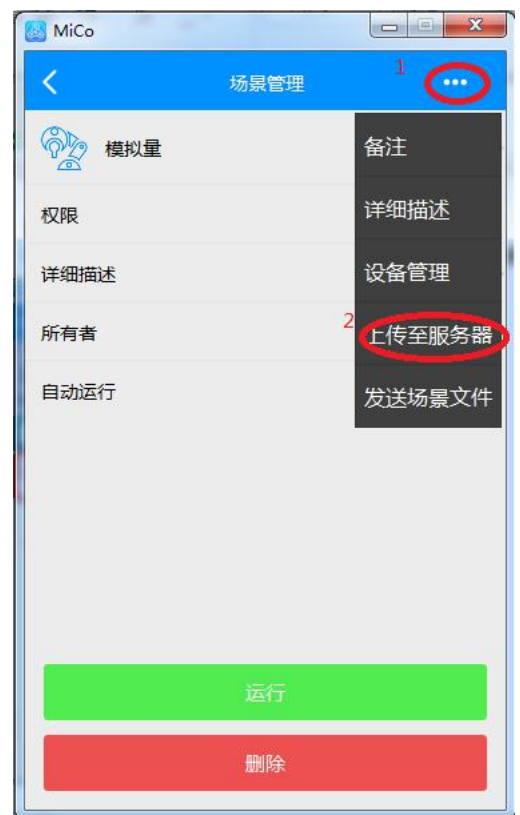 MiCo
场景管理
1
模拟量
备注
权限
详细描述
详细描述
设备管理
所有者
2
上传至服务器
自动运行
发送场景文件
运行
删除